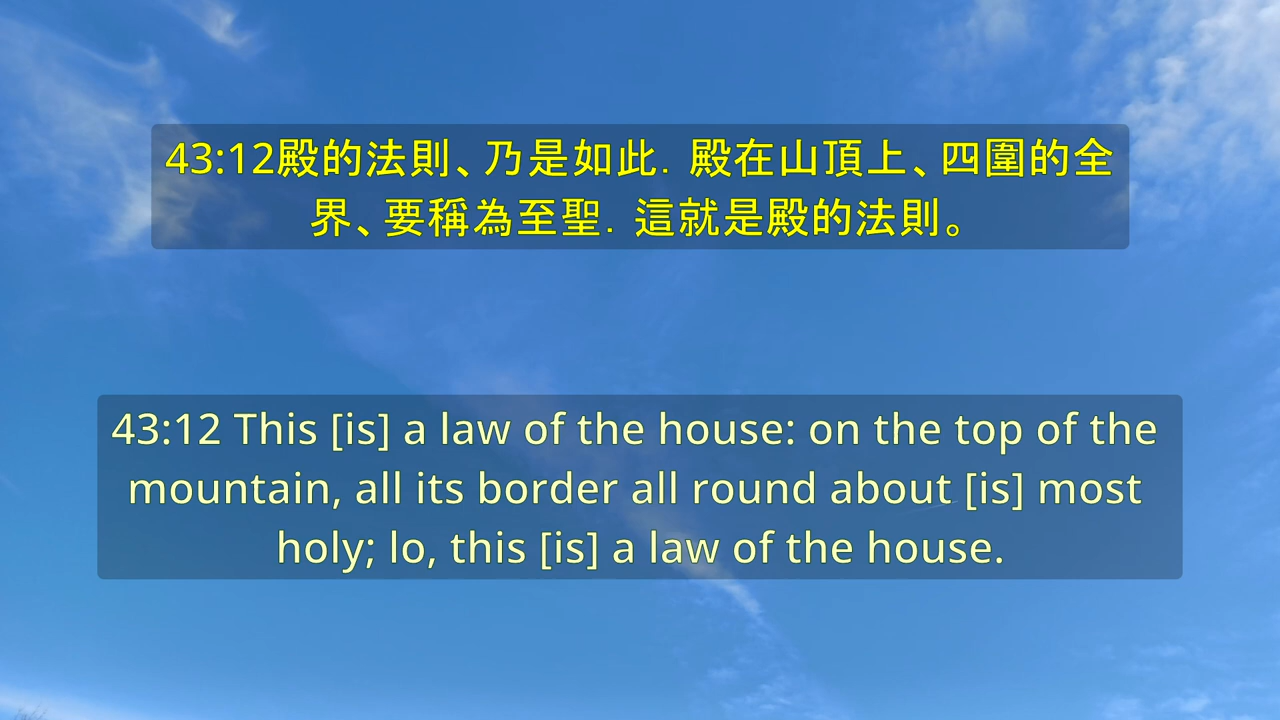 43:12殿的法則、乃是如此．殿在山頂上、四圍的全
界、要稱為至聖．這就是殿的法則。
43:12 This [is] a law of the house: on the top of the
mountain, all its border all round about [is] most
holy; lo, this [is] a law of the house.